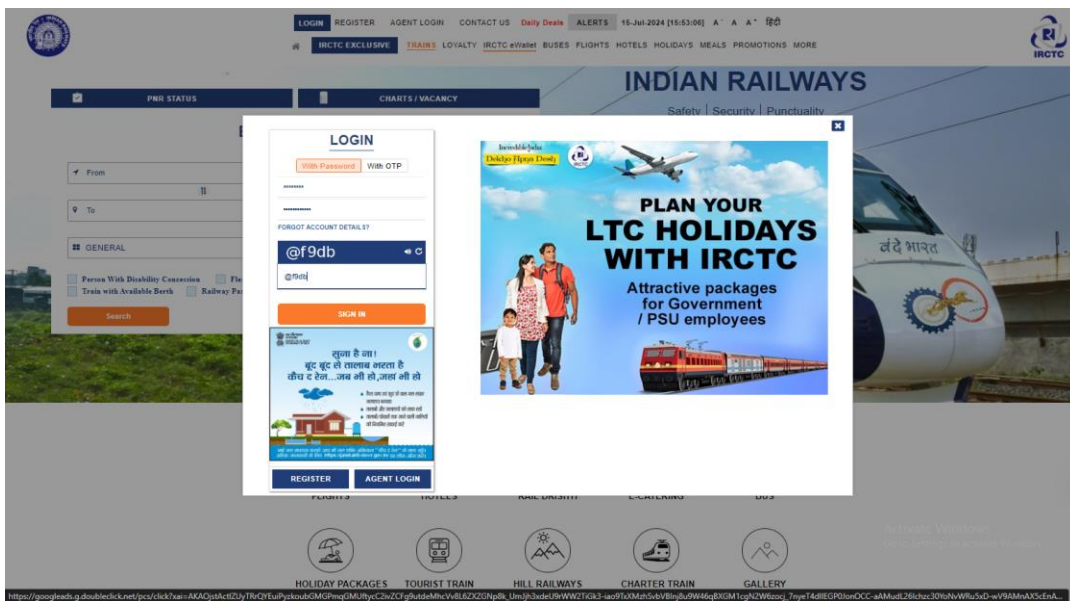 LOGIN REGISTER AGENT LOGIN CONTACT US Daily Deals ALERTS 15-Jul-2024 [15:53:06] A- A A+ हिंदी
IRCTC EXCLUSIVE TRAINS LOYALTY IRCTC eWallet BUSES FLIGHTS HOTELS HOLIDAYS MEALS PROMOTIONS MORE
IRCTC
INDIAN RAILWAYS
Safety | Security | Punctuality
PNR STATUS
CHARTS / VACANCY
From
To
GENERAL
Person With Disability Concession
Train with Available Berth
Search
LOGIN
With Password With OTP
FORGOT ACCOUNT DETAILS?
@f9db
@f9db
SIGN IN
सुना है ना!
बूंद बूंद से तालाब भरता है
कैच द रेन...जब भी हो,जहां भी हो
REGISTER AGENT LOGIN
Dekho Apna Desh
IRCTC
PLAN YOUR
LTC HOLIDAYS
WITH IRCTC
Attractive packages
for Government
/ PSU employees
वंदे भारत
FLIGHTS HOTELS RAIL DRISHTI E-CATERING BUS
HOLIDAY PACKAGES TOURIST TRAIN HILL RAILWAYS CHARTER TRAIN GALLERY
Activate Windows